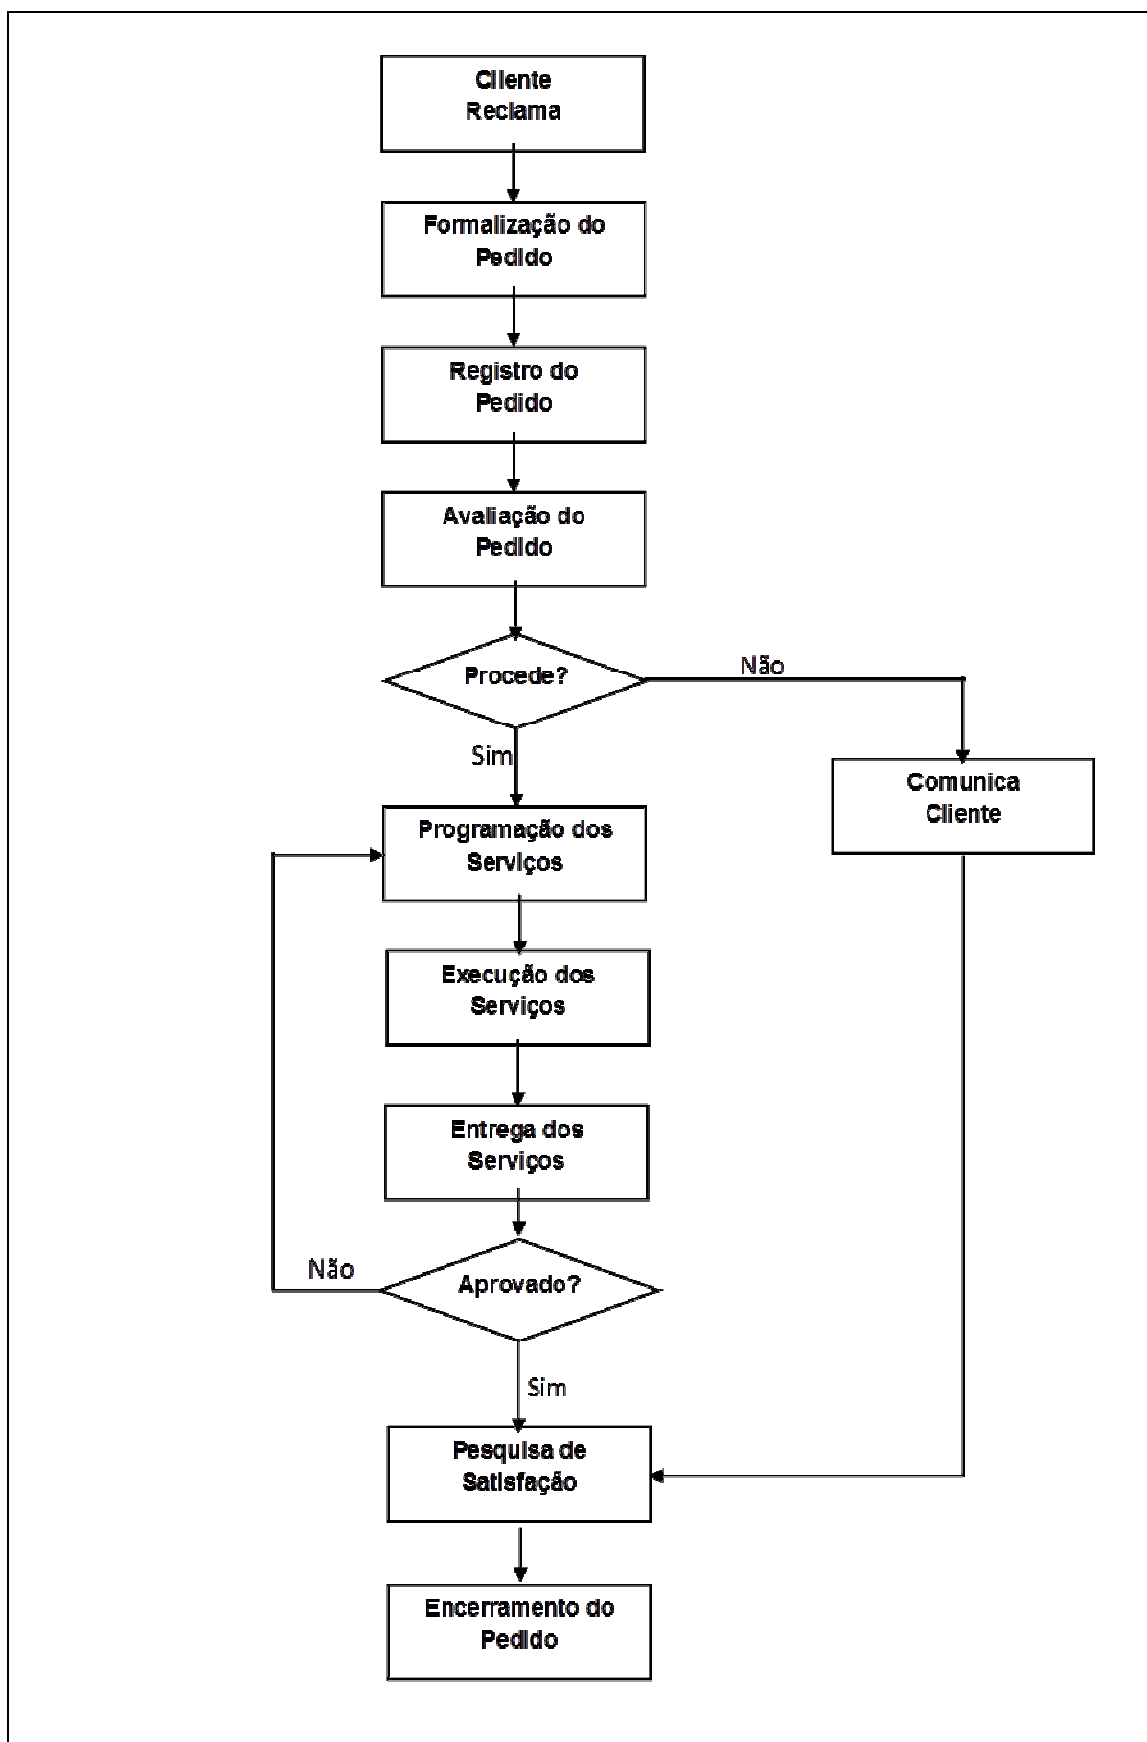 Cliente
Reclama
Formalização do
Pedido
Registro do
Pedido
Avaliação do
Pedido
Procede?
Não
Sim
Comunica
Cliente
Programação dos
Serviços
Execução dos
Serviços
Entrega dos
Serviços
Não
Aprovado?
Sim
Pesquisa de
Satisfação
Encerramento do
Pedido